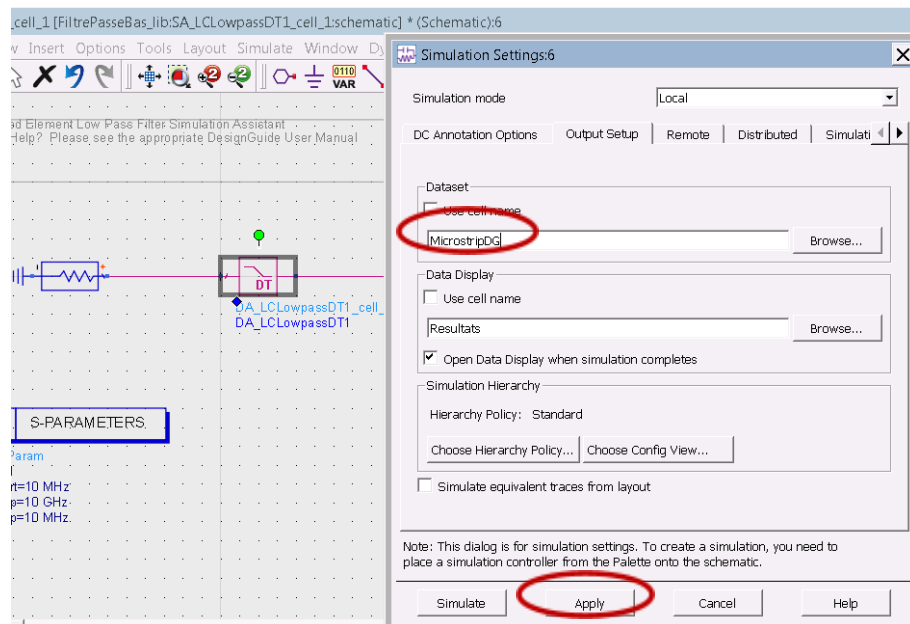 _cell_1 [FiltrePasseBas_lib:SA_LCLowpassDT1_cell_1:schematic] * (Schematic):6
Insert Options Tools Layout Simulate Window
0110
VAR
Element Low Pass Filter Simulation Assistant
Help? Please see the appropriate DesignGuide User Manual
DT
DA_LCLowpassDT1_cell_
DA_LCLowpassDT1
S-PARAMETERS
Param
=10 MHz
=10 GHz
=10 MHz
Simulation Settings:6
Simulation mode
Local
DC Annotation Options
Output Setup
Remote
Distributed
Simulati
Dataset
Use cell name
MicrostripDG
Browse...
Data Display
Use cell name
Resultats
Browse...
Open Data Display when simulation completes
Simulation Hierarchy
Hierarchy Policy: Standard
Choose Hierarchy Policy...
Choose Config View...
Simulate equivalent traces from layout
Note: This dialog is for simulation settings. To create a simulation, you need to
place a simulation controller from the Palette onto the schematic.
Simulate
Apply
Cancel
Help